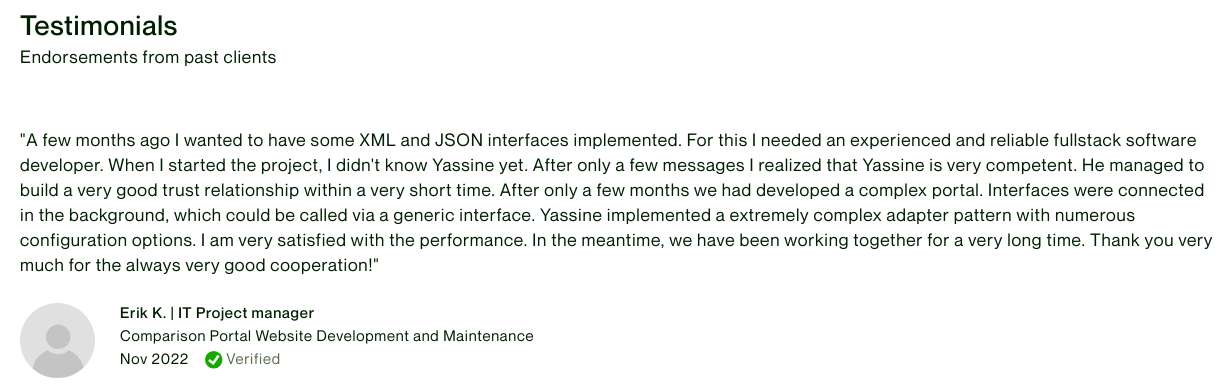 Testimonials
Endorsements from past clients
"A few months ago I wanted to have some XML and JSON interfaces implemented. For this I needed an experienced and reliable fullstack software
developer. When I started the project, I didn't know Yassine yet. After only a few messages I realized that Yassine is very competent. He managed to
build a very good trust relationship within a very short time. After only a few months we had developed a complex portal. Interfaces were connected
in the background, which could be called via a generic interface. Yassine implemented a extremely complex adapter pattern with numerous
configuration options. I am very satisfied with the performance. In the meantime, we have been working together for a very long time. Thank you very
much for the always very good cooperation!"
Erik K. | IT Project manager
Comparison Portal Website Development and Maintenance
Nov 2022 Verified